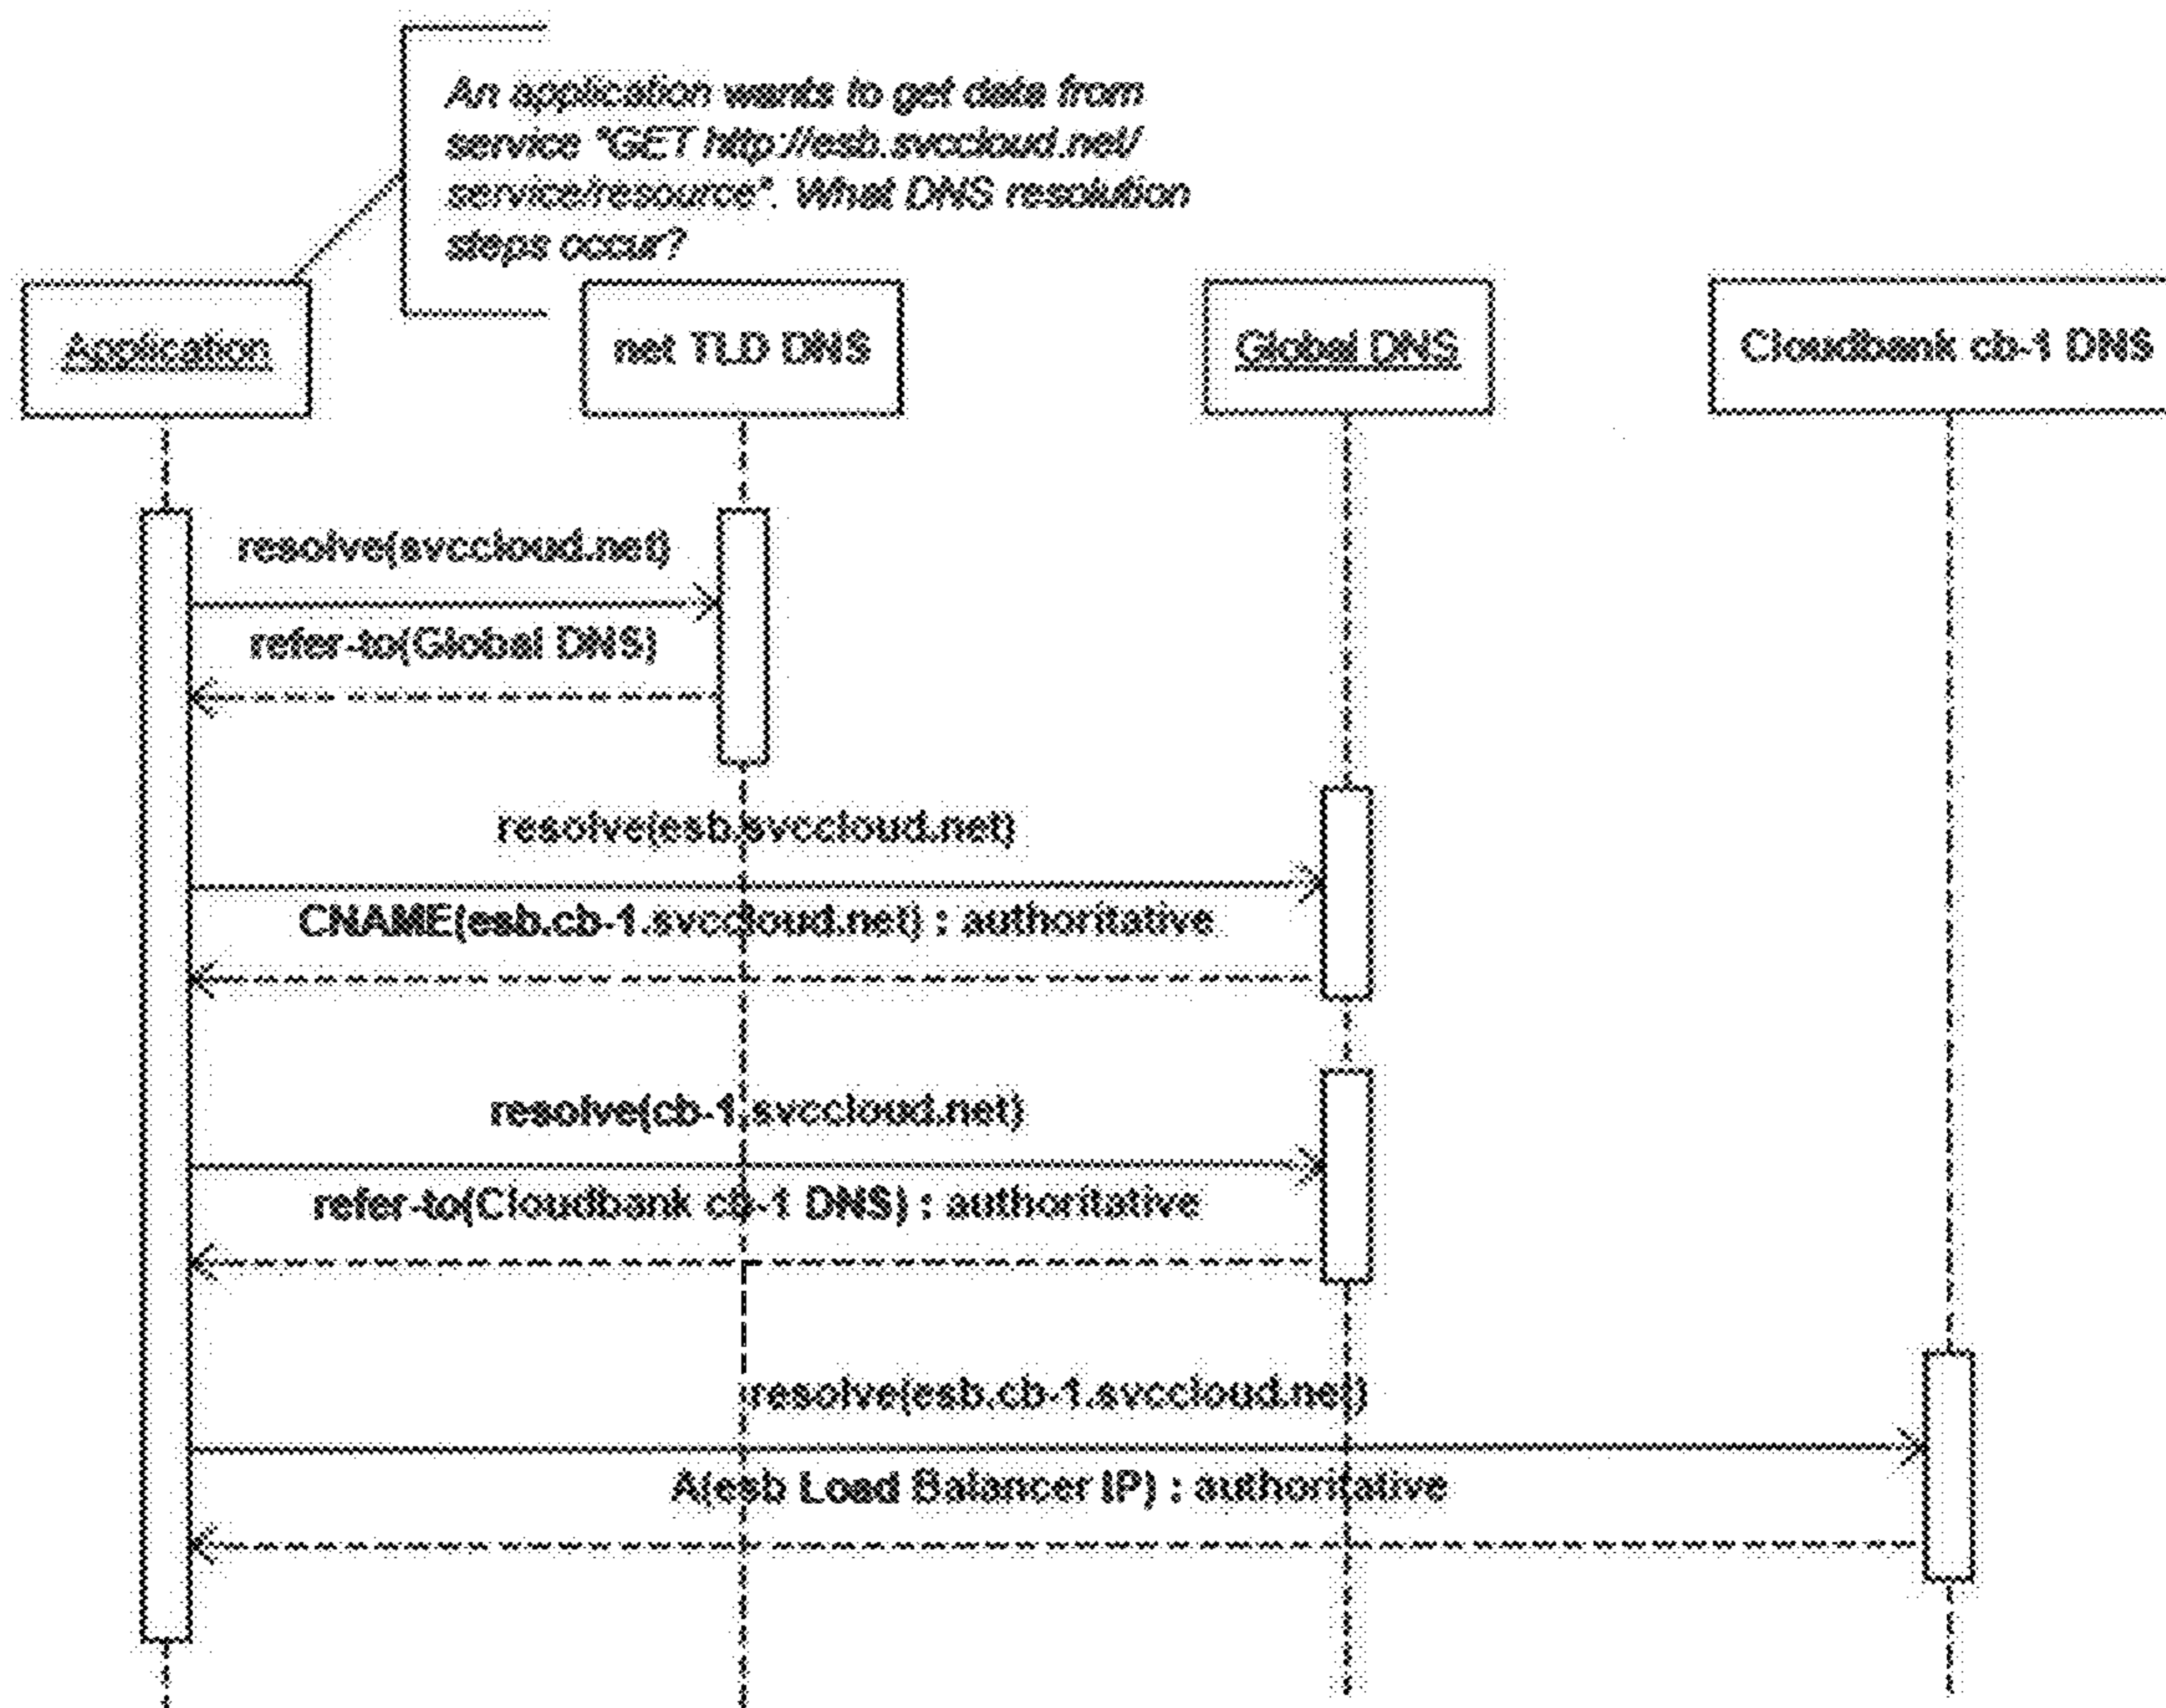 An application wants to get data from
service "GET http://esb.svccloud.net/
service/resource". What DNS resolution
steps occur?
Application
net TLD DNS
Global DNS
Cloudbank cb-1 DNS
resolve(svccloud.net)
refer-to(Global DNS)
resolve(esb.svccloud.net)
CNAME(esb.cb-1.svccloud.net) : authoritative
resolve(cb-1.svccloud.net)
refer-to(Cloudbank cb-1 DNS) : authoritative
resolve(esb.cb-1.svccloud.net)
A(esb Load Balancer IP) : authoritative